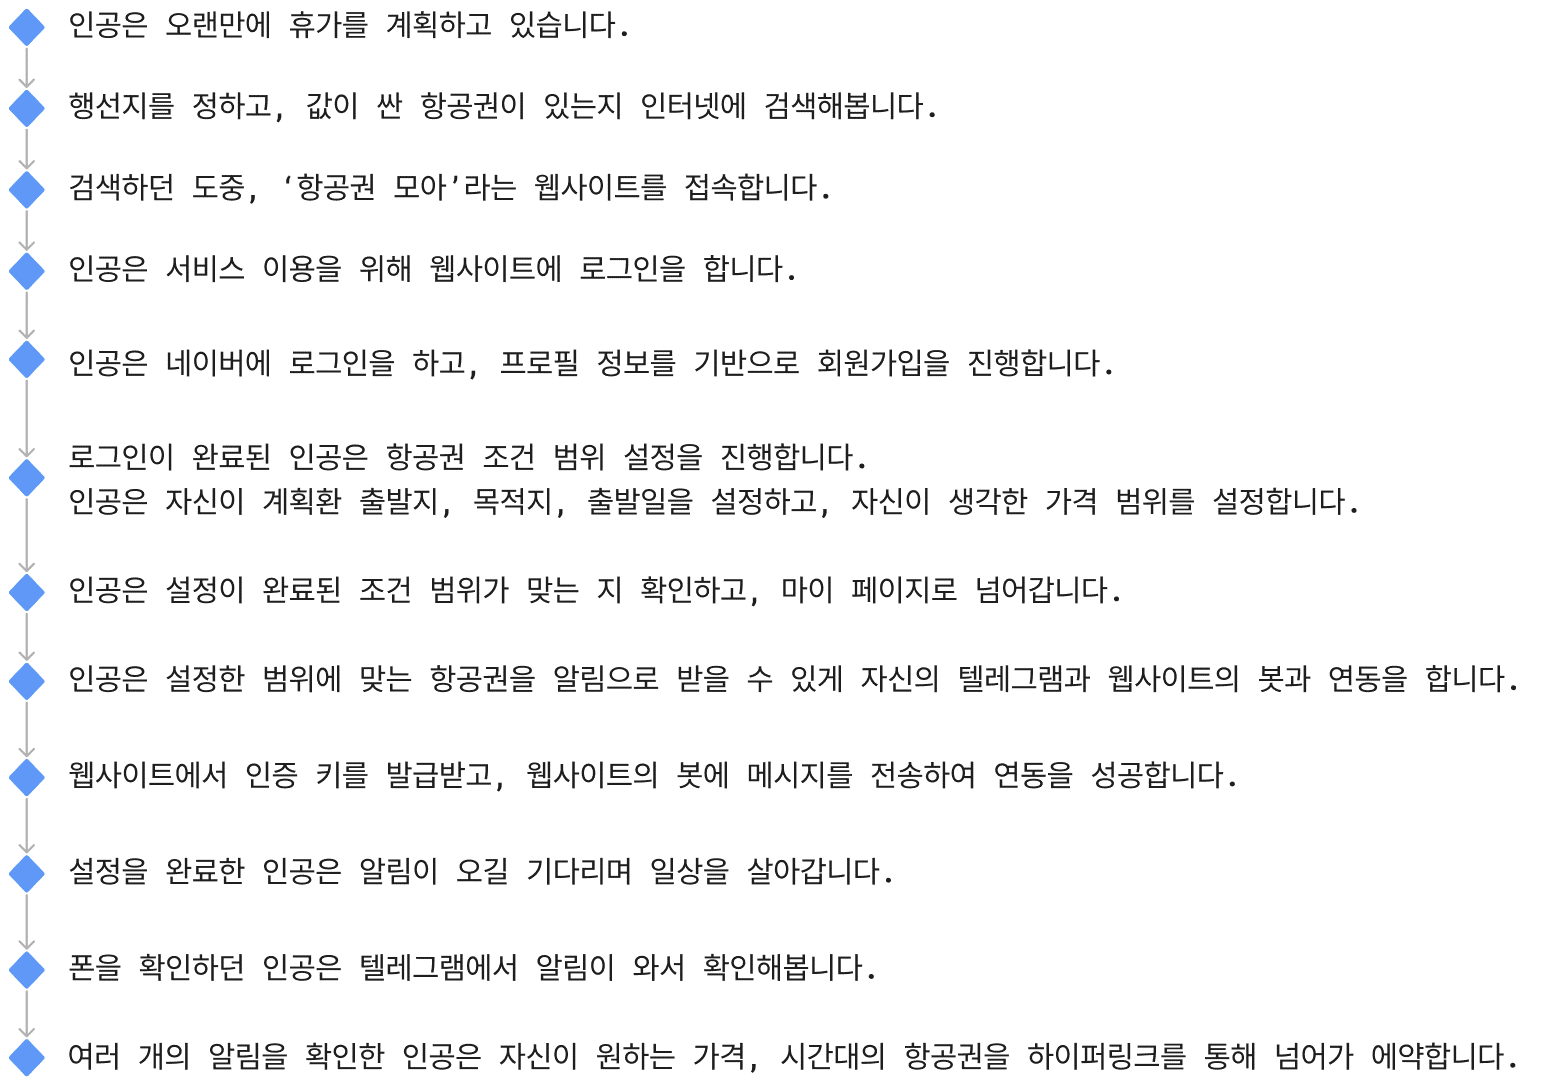 인공은 오랜만에 휴가를 계획하고 있습니다.
행선지를 정하고, 값이 싼 항공권이 있는지 인터넷에 검색해봅니다.
검색하던 도중, ‘항공권 모아’라는 웹사이트를 접속합니다.
인공은 서비스 이용을 위해 웹사이트에 로그인을 합니다.
인공은 네이버에 로그인을 하고, 프로필 정보를 기반으로 회원가입을 진행합니다.
로그인이 완료된 인공은 항공권 조건 범위 설정을 진행합니다.
인공은 자신이 계획환 출발지, 목적지, 출발일을 설정하고, 자신이 생각한 가격 범위를 설정합니다.
인공은 설정이 완료된 조건 범위가 맞는 지 확인하고, 마이 페이지로 넘어갑니다.
인공은 설정한 범위에 맞는 항공권을 알림으로 받을 수 있게 자신의 텔레그램과 웹사이트의 봇과 연동을 합니다.
웹사이트에서 인증 키를 발급받고, 웹사이트의 봇에 메시지를 전송하여 연동을 성공합니다.
설정을 완료한 인공은 알림이 오길 기다리며 일상을 살아갑니다.
폰을 확인하던 인공은 텔레그램에서 알림이 와서 확인해봅니다.
여러 개의 알림을 확인한 인공은 자신이 원하는 가격, 시간대의 항공권을 하이퍼링크를 통해 넘어가 에약합니다.